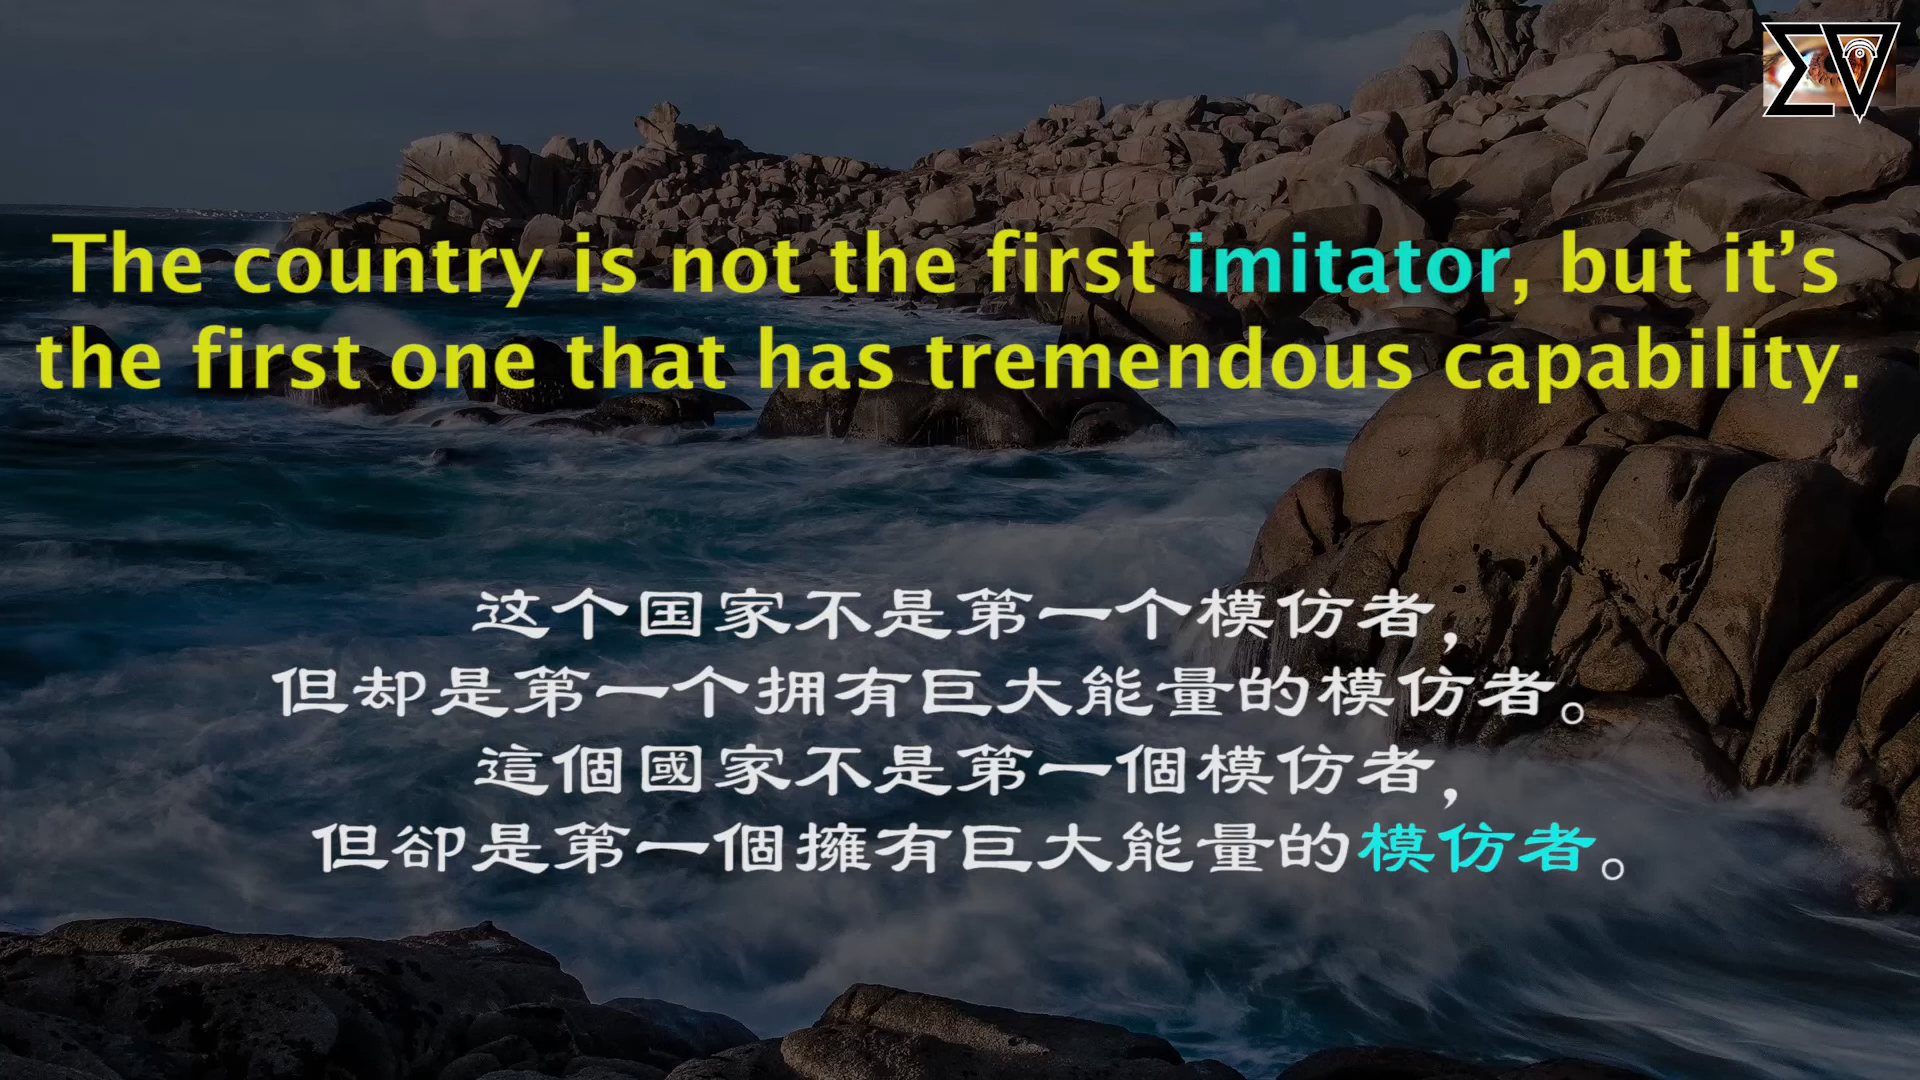 The country is not the first imitator, but it’s
the first one that has tremendous capability.
这个国家不是第一个模仿者，
但却是第一个拥有巨大能量的模仿者。
這個國家不是第一個模仿者，
但卻是第一個擁有巨大能量的模仿者。